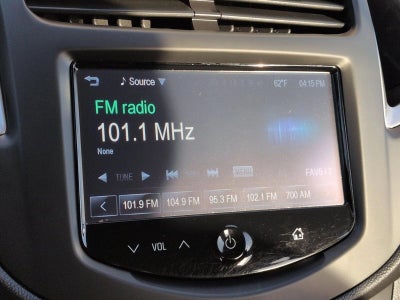 ♪ Source ▼ 62°F 04:15 PM
FM radio
101.1 MHz
None
TUNE MENU
101.9 FM 104.9 FM 95.3 FM 102.1 FM 700 AM
VOL